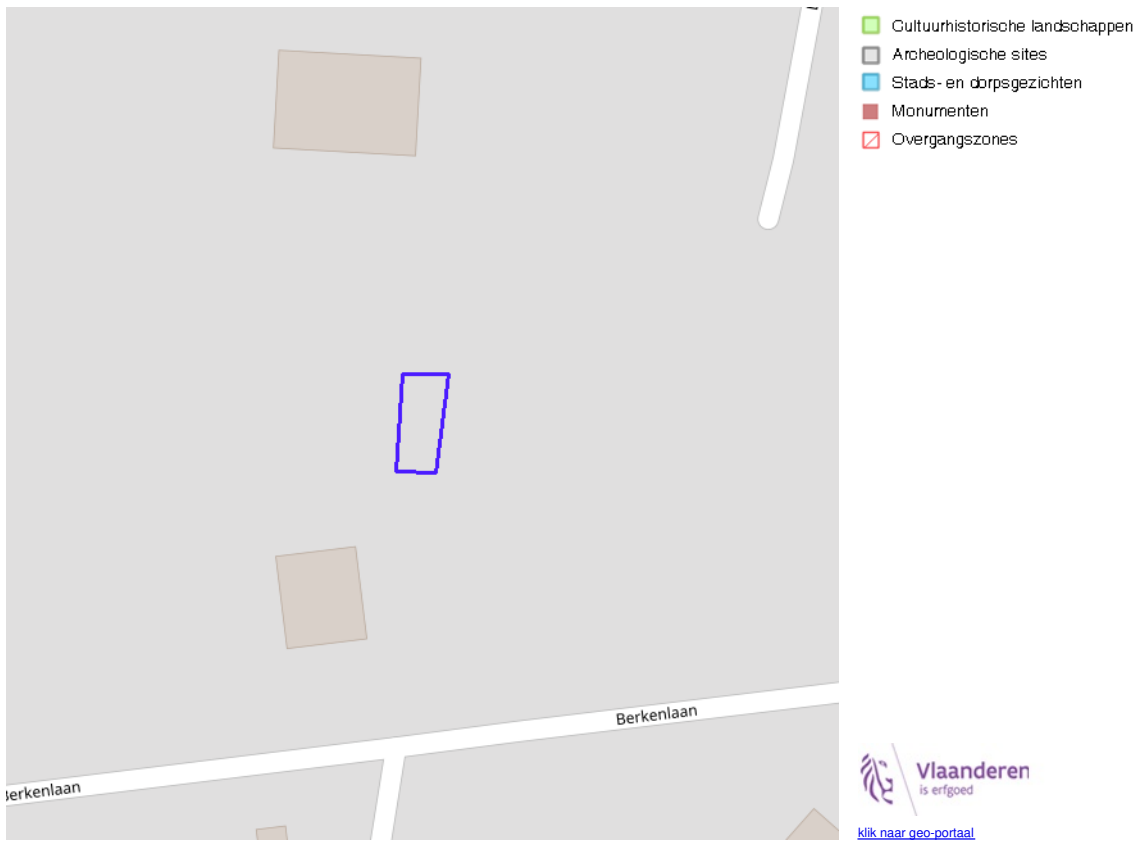 Cultuurhistorische landschappen
Archeologische sites
Stads- en dorpsgezichten
Monumenten
Overgangszones
Berkenlaan
Berkenlaan
Vlaanderen
is erfgoed
klik naar geo-portaal